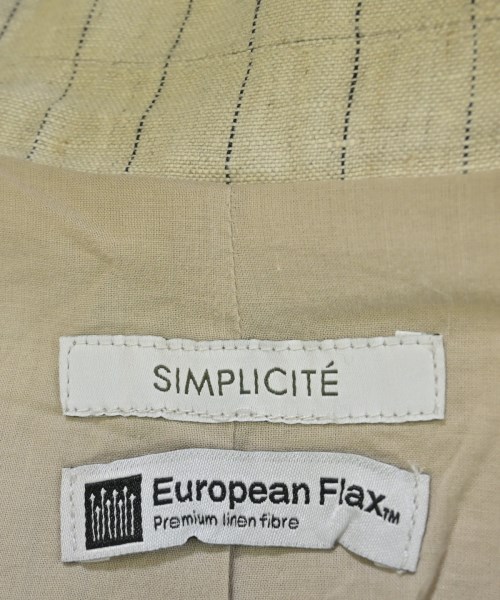 SIMPLICITÉ
European Flax™
Premium linen fibre